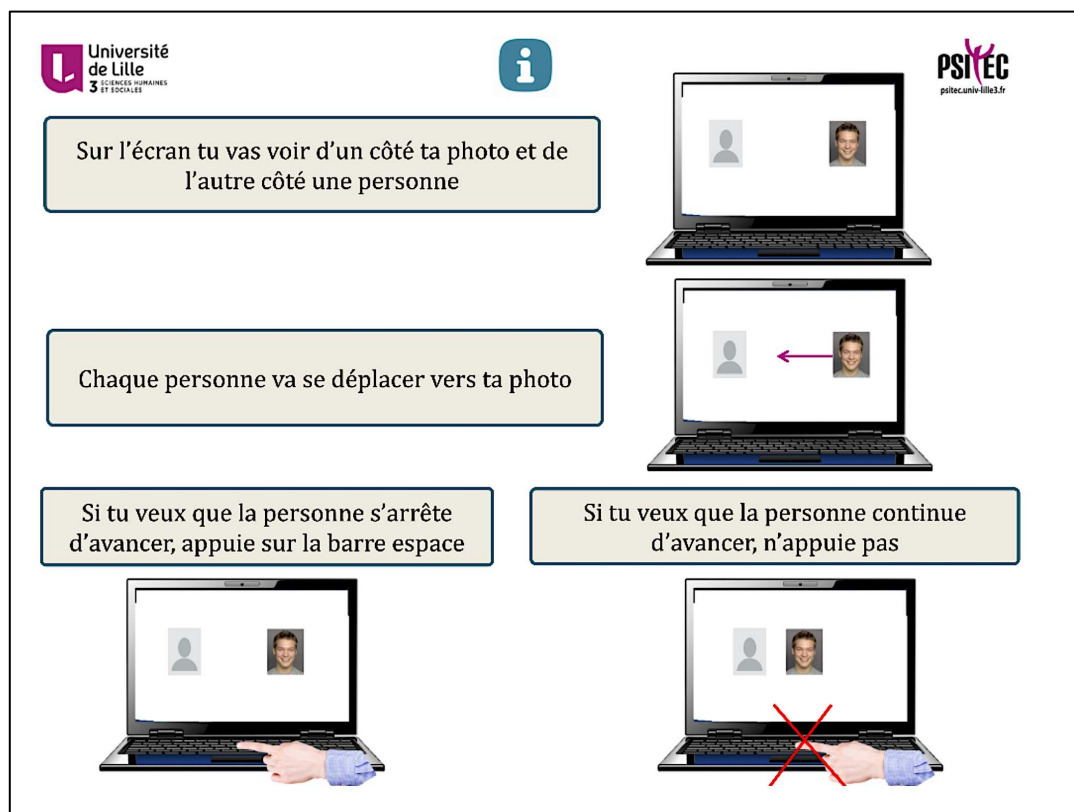 Université
de Lille
3 SCIENCES HUMAINES
ET SOCIALES
PSITEC
psitec.univ-lille3.fr
Sur l'écran tu vas voir d'un côté ta photo et de
l'autre côté une personne
Chaque personne va se déplacer vers ta photo
Si tu veux que la personne s'arrête
d'avancer, appuie sur la barre espace
Si tu veux que la personne continue
d'avancer, n'appuie pas